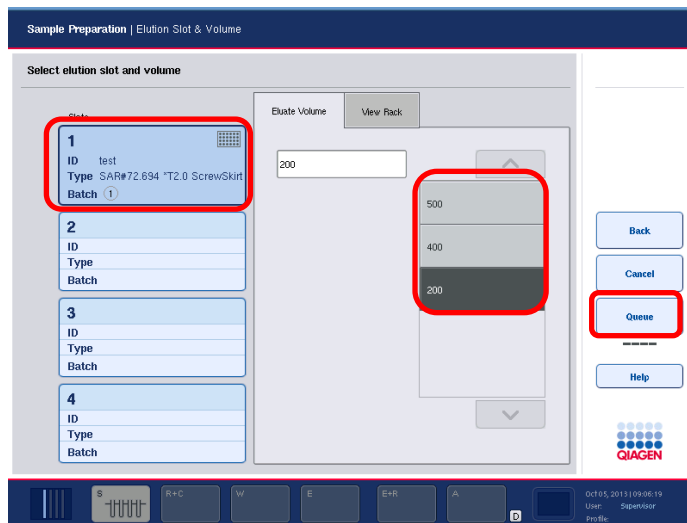 Sample Preparation | Elution Slot & Volume
Select elution slot and volume
Slots
1
ID test
Type SAR#72.694 *T2.0 ScrewSkirt
Batch 1
2
ID
Type
Batch
3
ID
Type
Batch
4
ID
Type
Batch
Eluate Volume
View Rack
200
500
400
200
Back
Cancel
Queue
Help
QIAGEN
S
R+C
W
E
E+R
A
D
Oct 05, 2013 | 09:06:19
User: Supervisor
Profile: